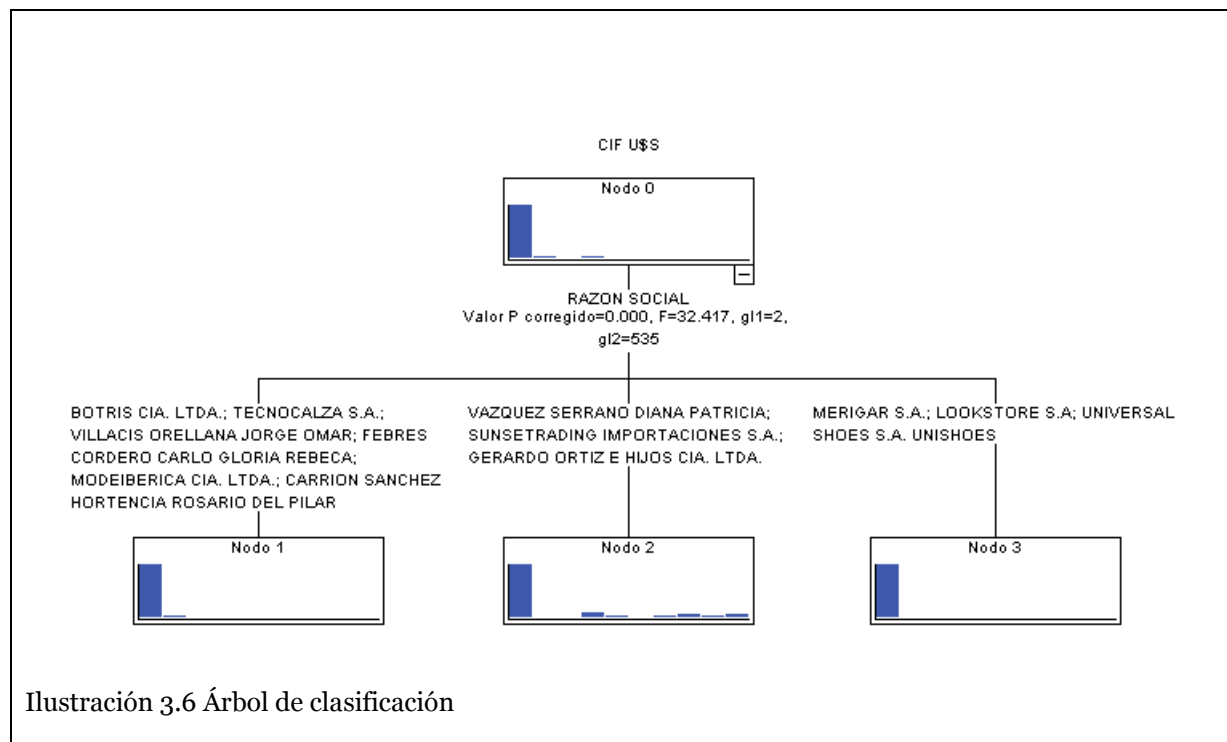 CIF U$S
Nodo 0
RAZON SOCIAL
Valor P corregido=0.000, F=32.417, gl1=2,
gl2=535
BOTRIS CIA. LTDA.; TECNOCALZA S.A.;
VILLACIS ORELLANA JORGE OMAR; FEBRES
CORDERO CARLO GLORIA REBECA;
MODEIBERICA CIA. LTDA.; CARRION SANCHEZ
HORTENCIA ROSARIO DEL PILAR
VAZQUEZ SERRANO DIANA PATRICIA;
SUNSETRADING IMPORTACIONES S.A.;
GERARDO ORTIZ E HIJOS CIA. LTDA.
MERIGAR S.A.; LOOKSTORE S.A; UNIVERSAL
SHOES S.A. UNISHOES
Nodo 1
Nodo 2
Nodo 3
Ilustración 3.6 Árbol de clasificación